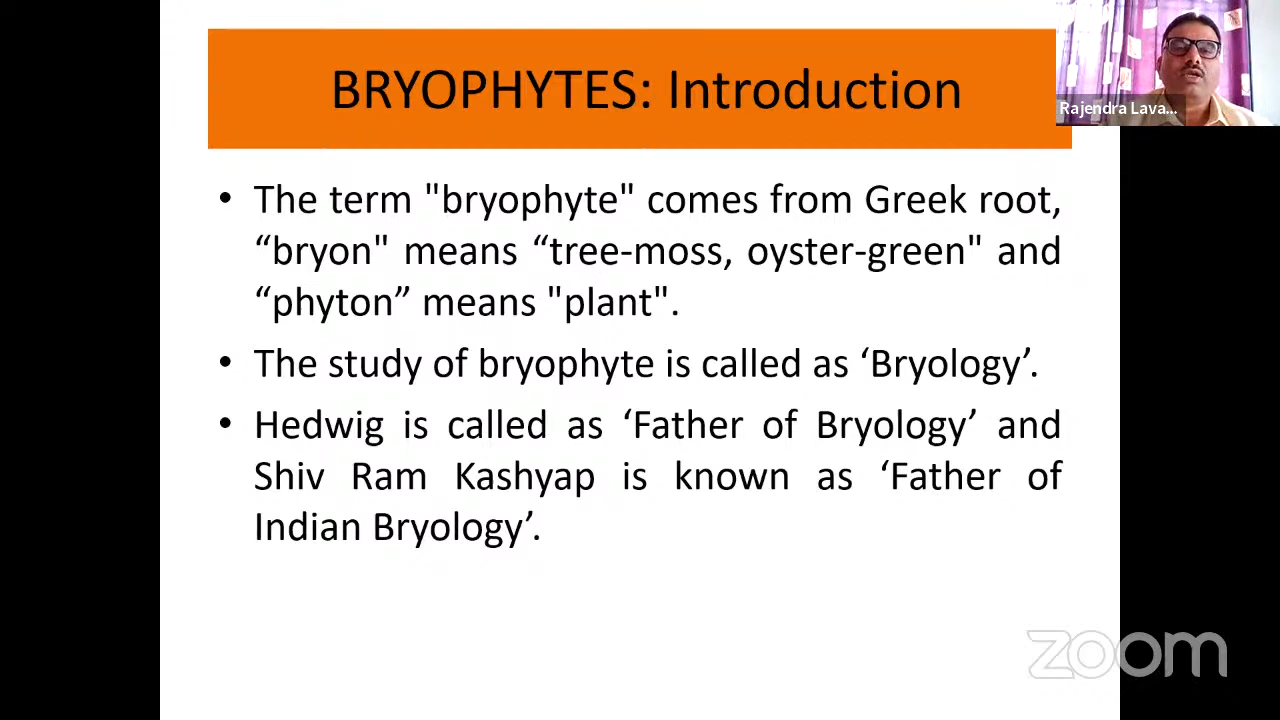 BRYOPHYTES: Introduction
Rajendra Lava...
• The term "bryophyte" comes from Greek root,
“bryon" means “tree-moss, oyster-green" and
“phyton” means "plant".
• The study of bryophyte is called as ‘Bryology’.
• Hedwig is called as ‘Father of Bryology’ and
Shiv Ram Kashyap is known as ‘Father of
Indian Bryology’.
zoom